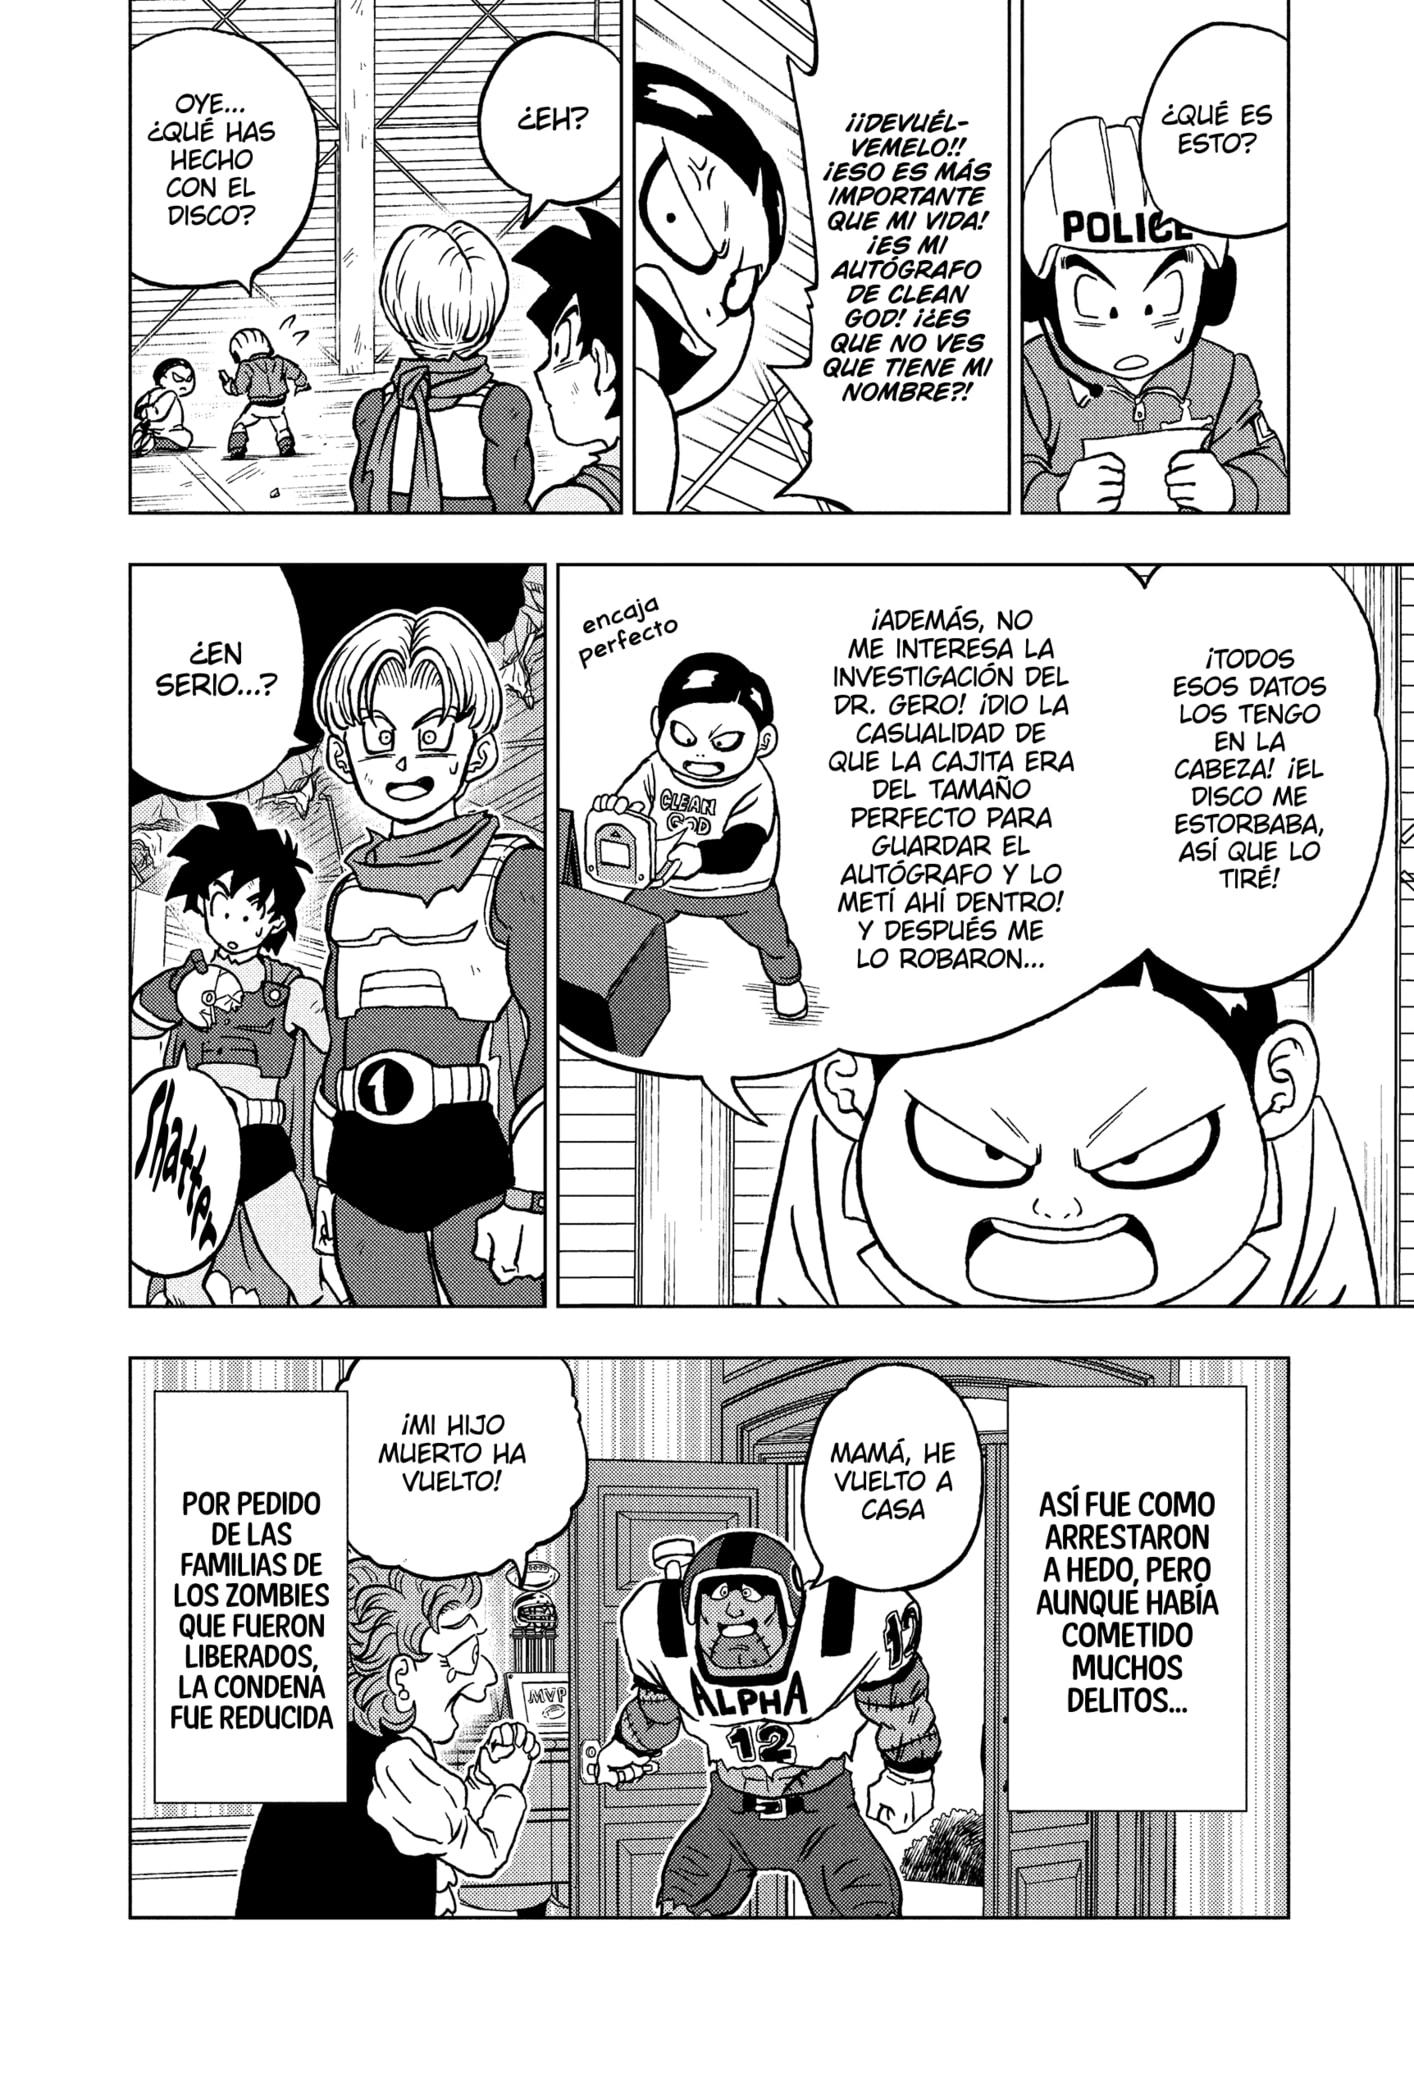 ¿QUÉ ES
ESTO?
POLICE
¡¡DEVUÉL-
VEMELO!!
¡ESO ES MÁS
IMPORTANTE
QUE MI VIDA!
¡ES MI
AUTÓGRAFO
DE CLEAN
GOD! ¡¿ES
QUE NO VES
QUE TIENE MI
NOMBRE?!
¿EH?
OYE...
¿QUÉ HAS
HECHO
CON EL
DISCO?
¡TODOS
ESOS DATOS
LOS TENGO
EN LA
CABEZA! ¡EL
DISCO ME
ESTORBABA,
ASÍ QUE LO
TIRÉ!
¡ADEMÁS, NO
ME INTERESA LA
INVESTIGACIÓN DEL
DR. GERO! ¡DIO LA
CASUALIDAD DE
QUE LA CAJITA ERA
DEL TAMAÑO
PERFECTO PARA
GUARDAR EL
AUTÓGRAFO Y LO
METÍ AHÍ DENTRO!
Y DESPUÉS ME
LO ROBARON...
encaja
perfecto
CLEAN
GOD
¿EN
SERIO...?
1
Shatter
ASÍ FUE COMO
ARRESTARON
A HEDO, PERO
AUNQUE HABÍA
COMETIDO
MUCHOS
DELITOS...
MAMÁ, HE
VUELTO A
CASA
12
ALPHA
12
MVP
¡MI HIJO
MUERTO HA
VUELTO!
POR PEDIDO
DE LAS
FAMILIAS DE
LOS ZOMBIES
QUE FUERON
LIBERADOS,
LA CONDENA
FUE REDUCIDA